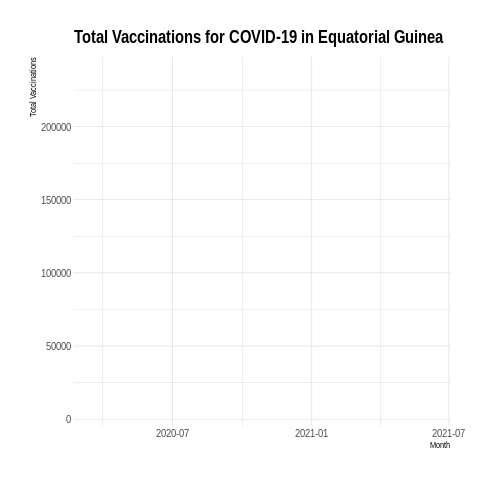 Total Vaccinations for COVID-19 in Equatorial Guinea
Total Vaccinations
200000
150000
100000
50000
0
2020-07
2021-01
2021-07
Month